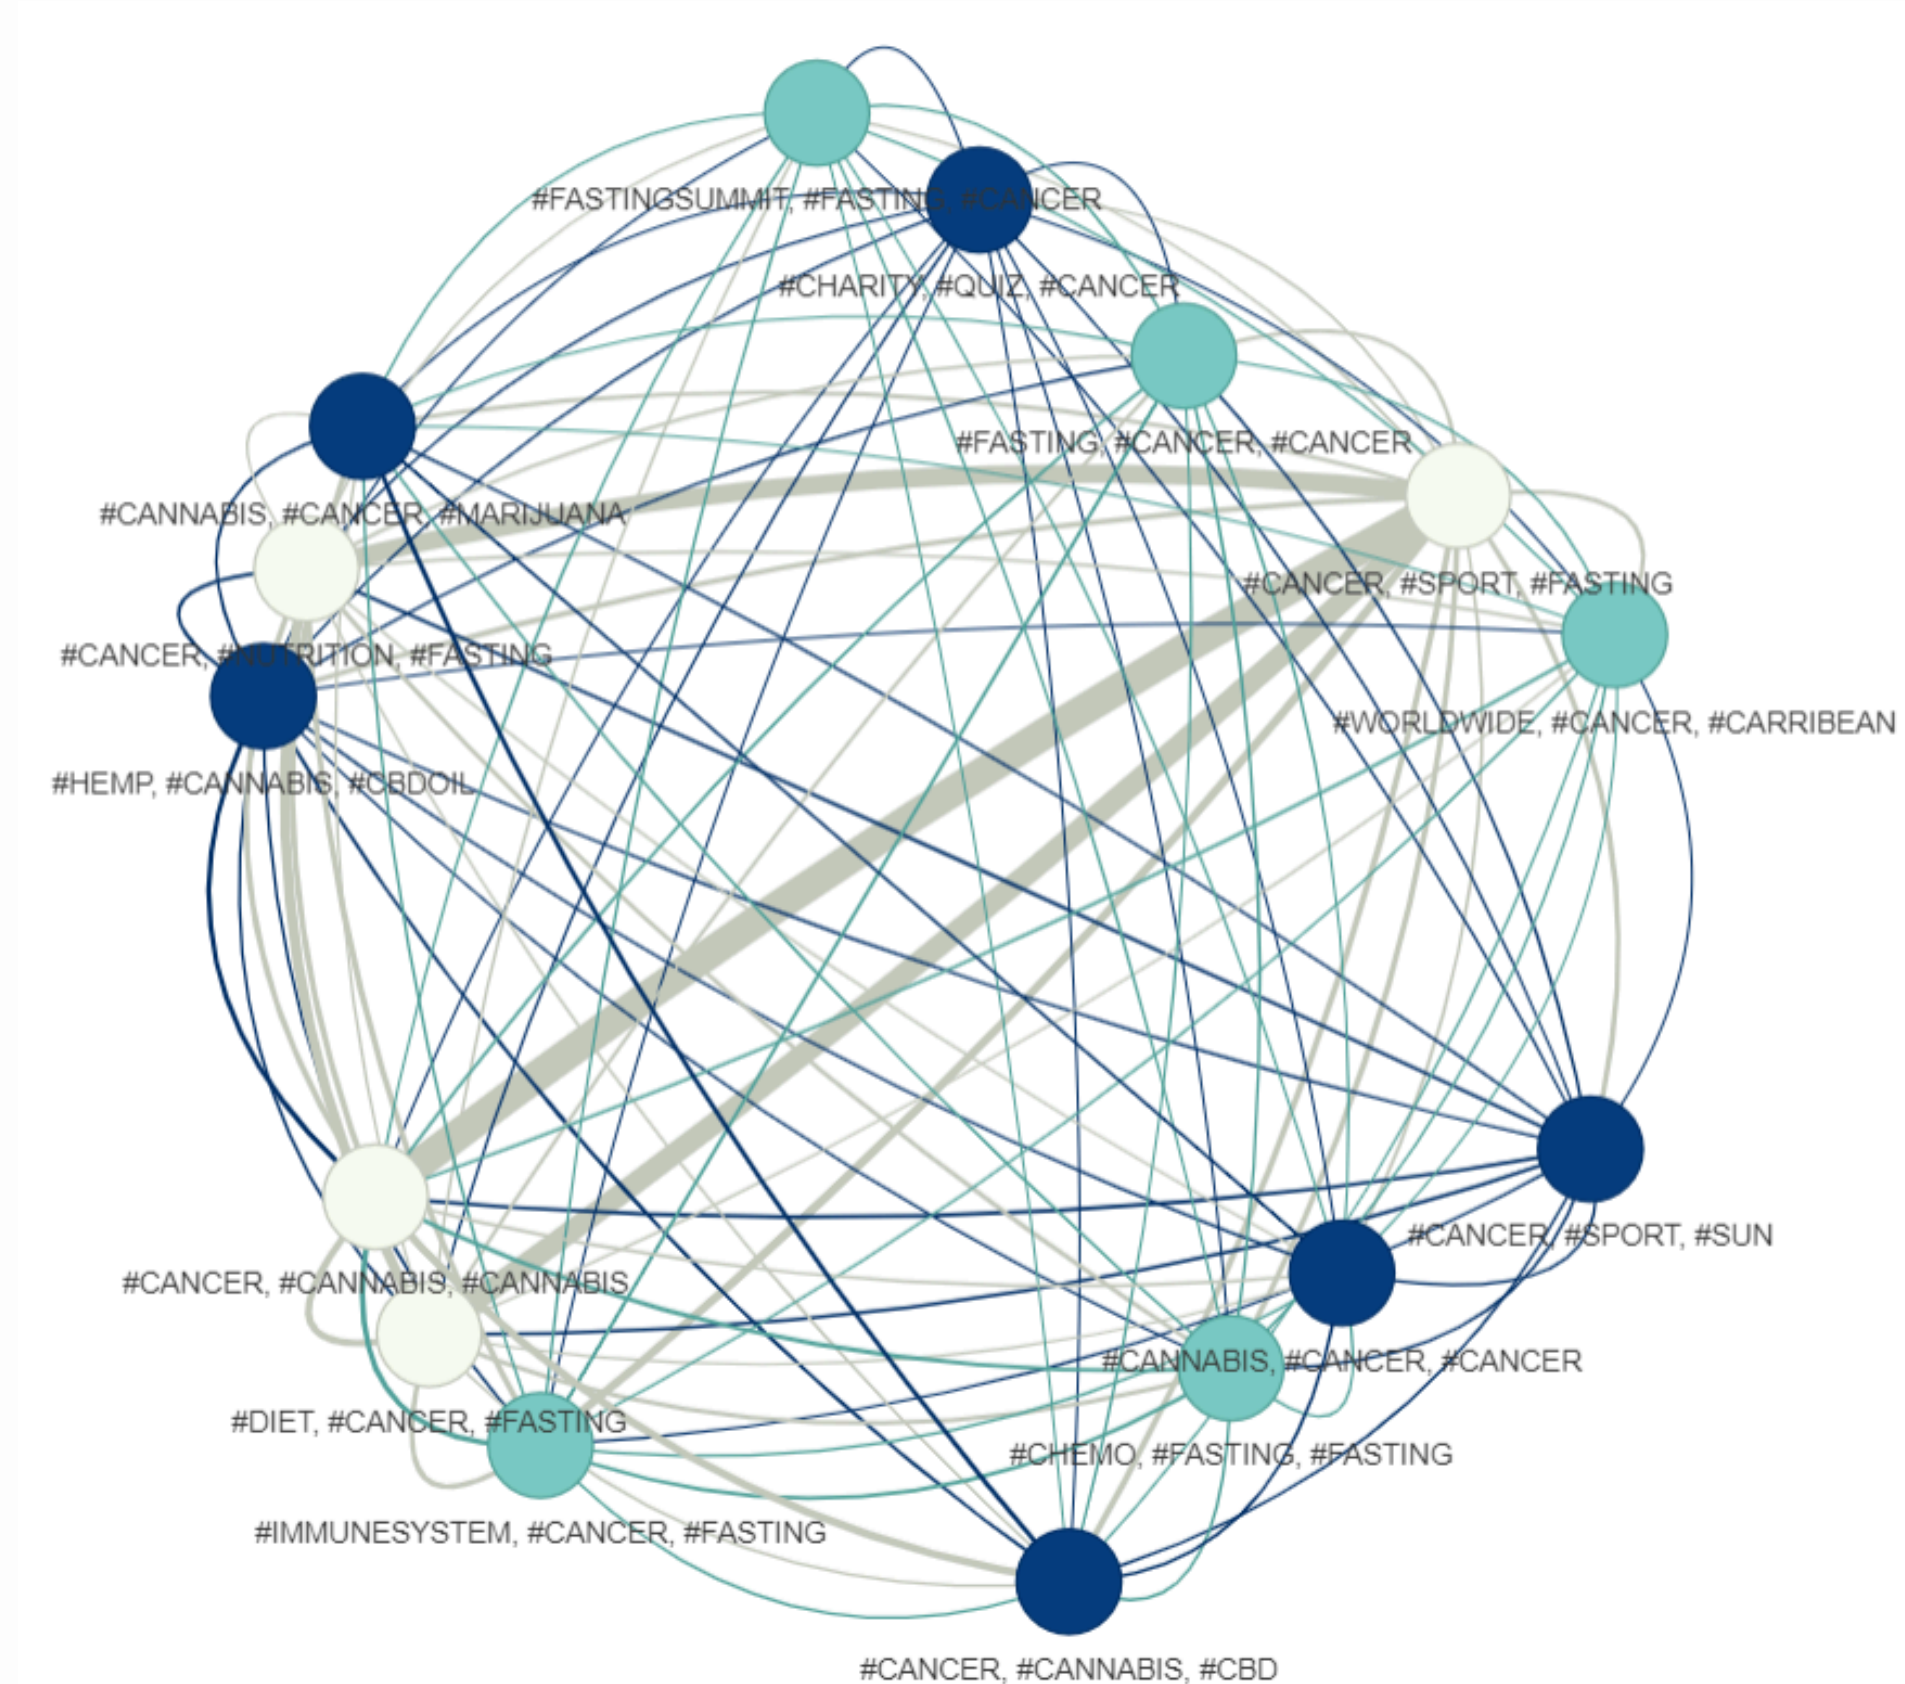 #FASTINGSUMMIT, #FASTING, #CANCER
#CHARITY, #QUIZ, #CANCER
#FASTING, #CANCER, #CANCER
#CANNABIS, #CANCER, #MARIJUANA
#CANCER, #SPORT, #FASTING
#CANCER, #NUTRITION, #FASTING
#WORLDWIDE, #CANCER, #CARRIBEAN
#HEMP, #CANNABIS, #CBDOIL
#CANCER, #SPORT, #SUN
#CANCER, #CANNABIS, #CANNABIS
#CANNABIS, #CANCER, #CANCER
#DIET, #CANCER, #FASTING
#CHEMO, #FASTING, #FASTING
#IMMUNESYSTEM, #CANCER, #FASTING
#CANCER, #CANNABIS, #CBD